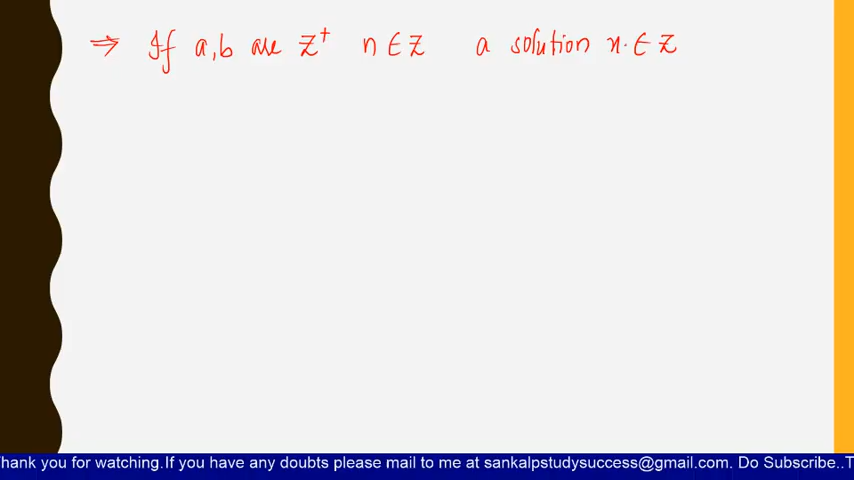 ⇒ If a,b are Z⁺ n ∈ Z a solution x ∈ Z
hank you for watching.If you have any doubts please mail to me at sankalpstudysuccess@gmail.com. Do Subscribe..T